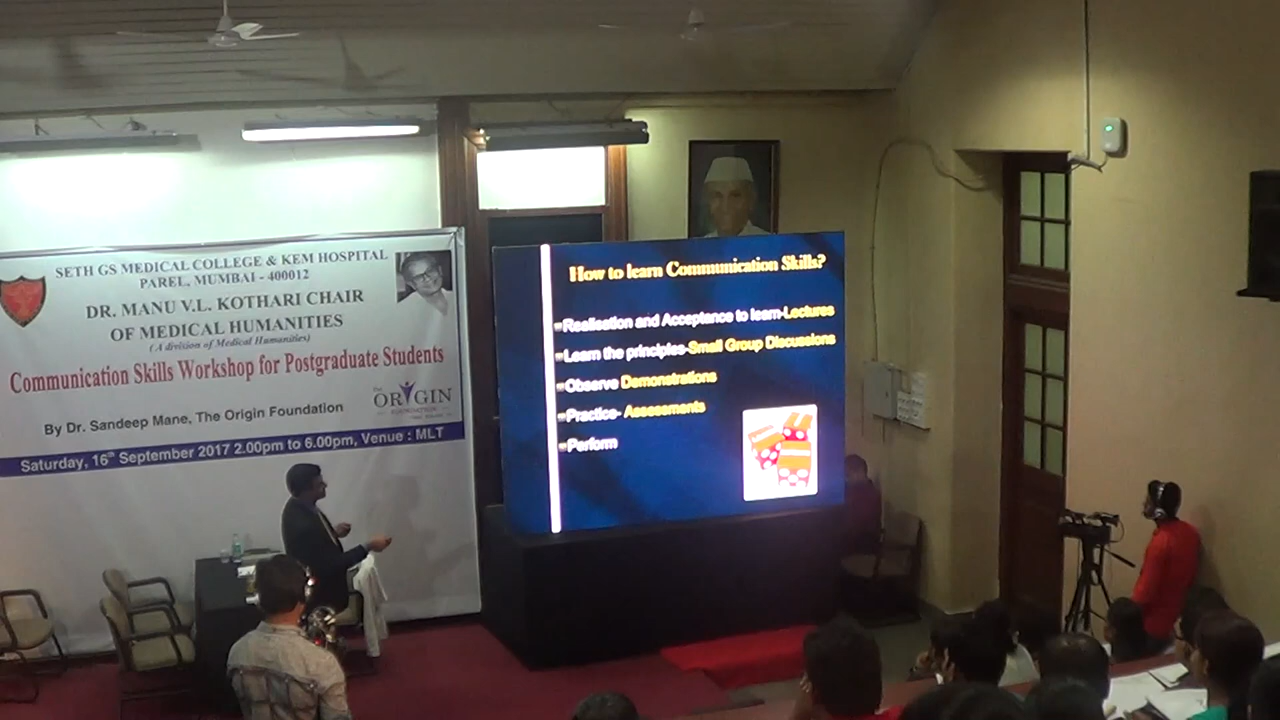 SETH GS MEDICAL COLLEGE & KEM HOSPITAL
PAREL, MUMBAI - 400012
DR. MANU V.L. KOTHARI CHAIR
OF MEDICAL HUMANITIES
(A division of Medical Humanities)
Communication Skills Workshop for Postgraduate Students
The
ORIGIN
FOUNDATION
By Dr. Sandeep Mane, The Origin Foundation
Saturday, 16th September 2017 2.00pm to 6.00pm, Venue : MLT
How to learn Communication Skills?
Realisation and Acceptance to learn-Lectures
Learn the principles-Small Group Discussions
Observe Demonstrations
Practice- Assessments
Perform